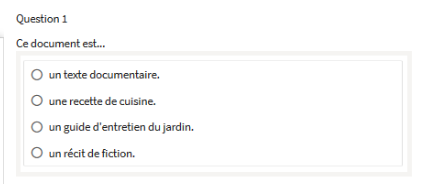 Question 1
Ce document est...
un texte documentaire.
une recette de cuisine.
un guide d'entretien du jardin.
un récit de fiction.